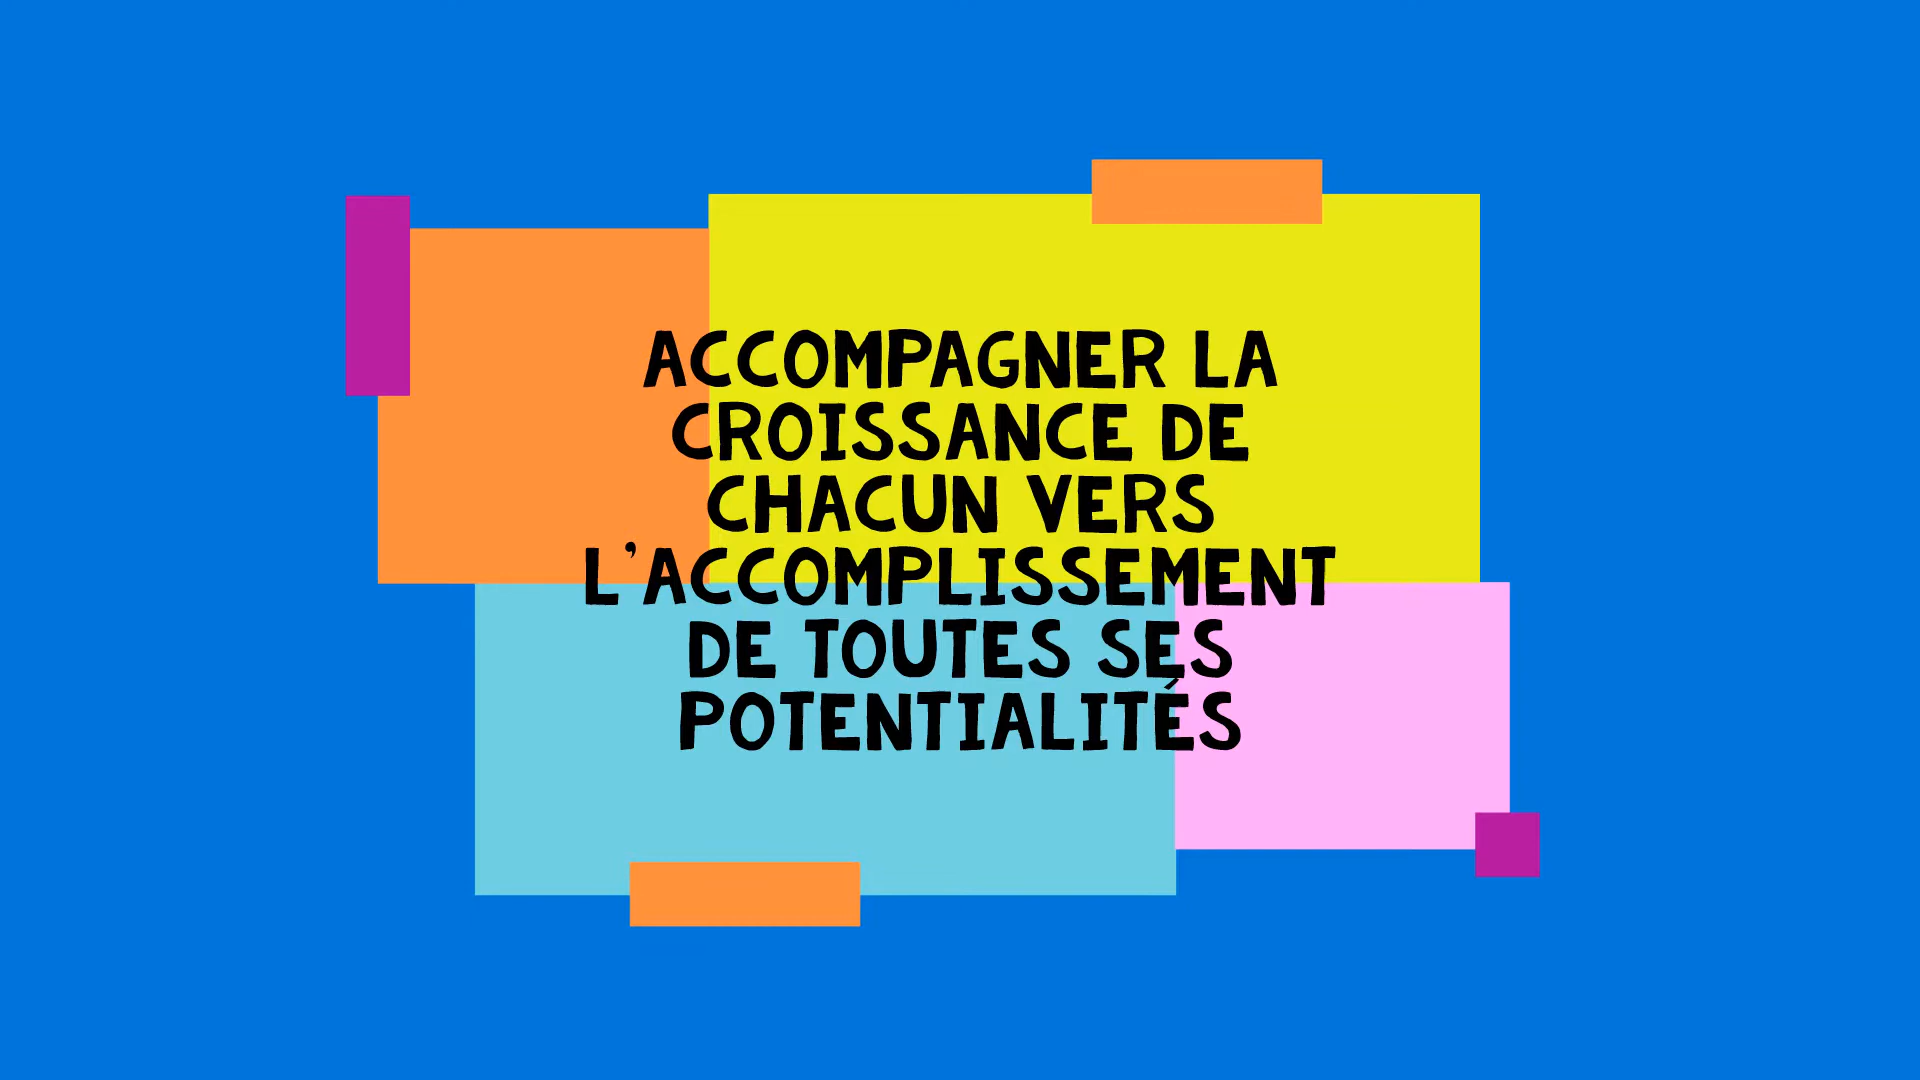 ACCOMPAGNER LA
CROISSANCE DE
CHACUN VERS
L'ACCOMPLISSEMENT
DE TOUTES SES
POTENTIALITÉS